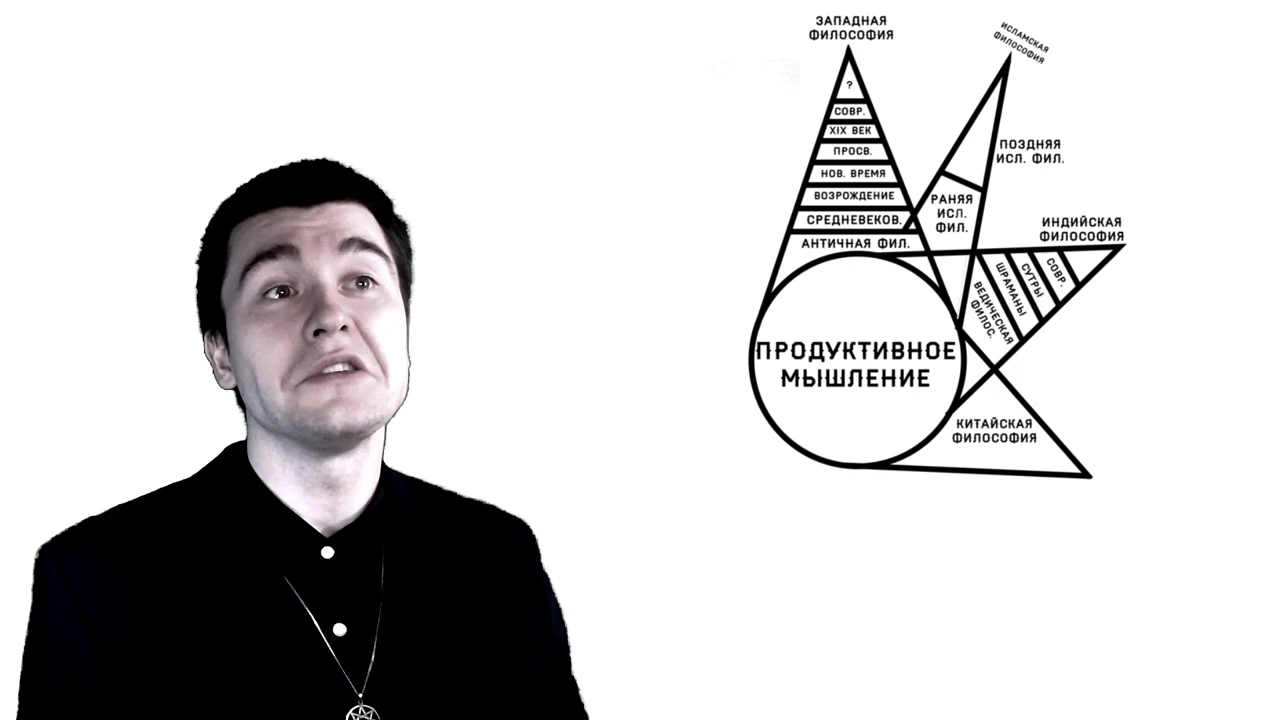 ЗАПАДНАЯ
ФИЛОСОФИЯ
?
СОВР.
XIX ВЕК
ПРОСВ.
НОВ. ВРЕМЯ
ВОЗРОЖДЕНИЕ
СРЕДНЕВЕКОВ.
АНТИЧНАЯ ФИЛ.
ИСЛАМСКАЯ
ФИЛОСОФИЯ
ПОЗДНЯЯ
ИСЛ. ФИЛ.
РАНЯЯ
ИСЛ.
ФИЛ.
ИНДИЙСКАЯ
ФИЛОСОФИЯ
ВЕДИЧЕСКАЯ
ФИЛОС.
ШРАМАНЫ
СУТРЫ
СОВР.
ПРОДУКТИВНОЕ
МЫШЛЕНИЕ
КИТАЙСКАЯ
ФИЛОСОФИЯ